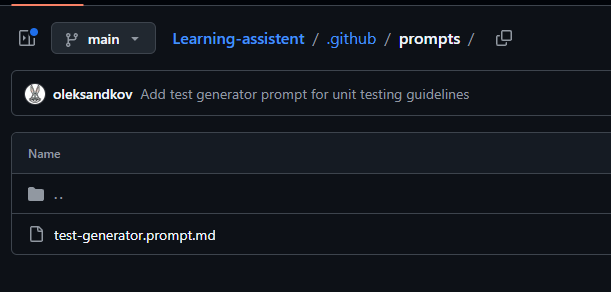 main Learning-assistent / .github / prompts /
oleksandkov Add test generator prompt for unit testing guidelines
Name
..
test-generator.prompt.md